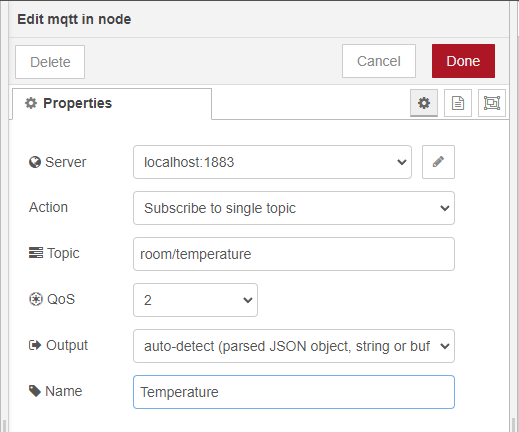 Edit mqtt in node
Delete Cancel Done
Properties
Server localhost:1883
Action Subscribe to single topic
Topic room/temperature
QoS 2
Output auto-detect (parsed JSON object, string or buf
Name Temperature